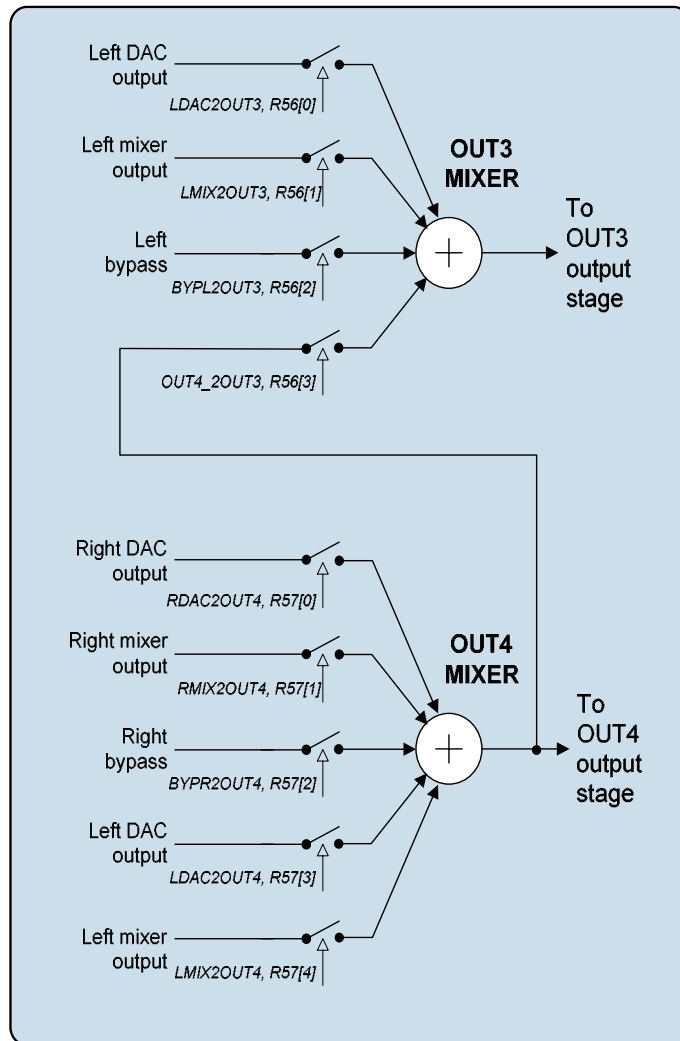 Left DAC
output
LDAC2OUT3, R56[0]
Left mixer
output
LMIX2OUT3, R56[1]
OUT3
MIXER
Left
bypass
BYPL2OUT3, R56[2]
To
OUT3
output
stage
OUT4_2OUT3, R56[3]
Right DAC
output
RDAC2OUT4, R57[0]
Right mixer
output
RMIX2OUT4, R57[1]
OUT4
MIXER
Right
bypass
BYPR2OUT4, R57[2]
To
OUT4
output
stage
Left DAC
output
LDAC2OUT4, R57[3]
Left mixer
output
LMIX2OUT4, R57[4]